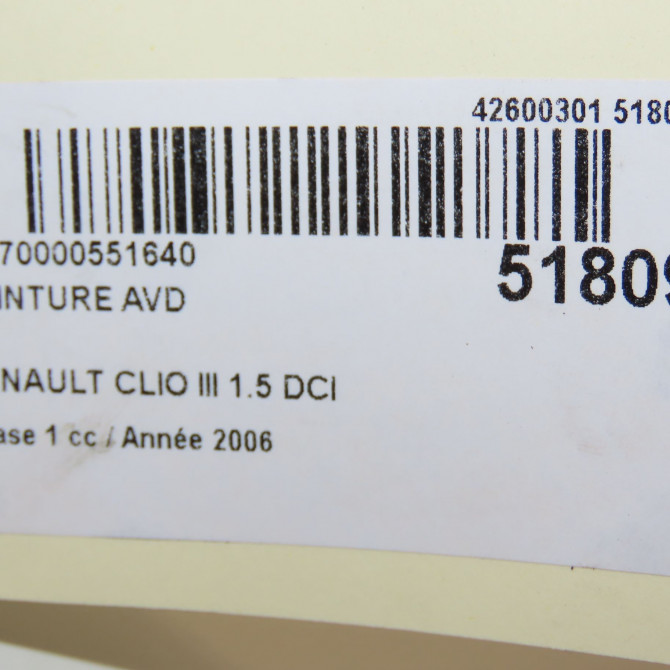 42600301 5180
70000551640
51809
INTURE AVD
NAULT CLIO III 1.5 DCI
ase 1 cc / Année 2006